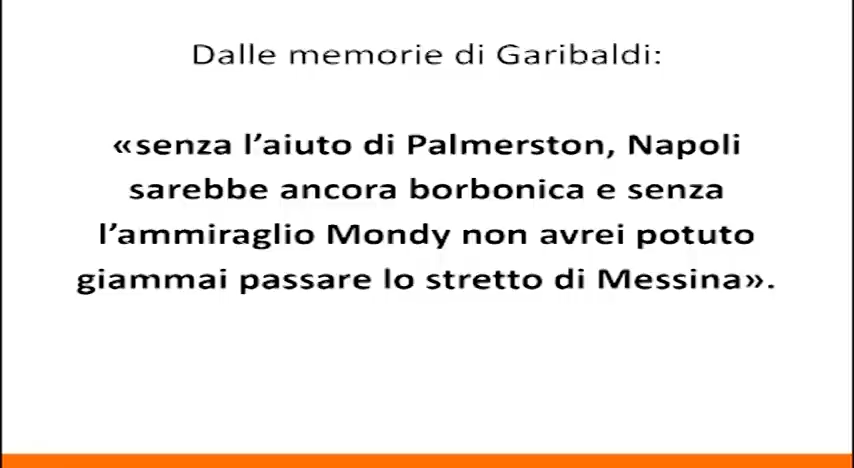 Dalle memorie di Garibaldi:
«senza l’aiuto di Palmerston, Napoli
sarebbe ancora borbonica e senza
l’ammiraglio Mondy non avrei potuto
giammai passare lo stretto di Messina».